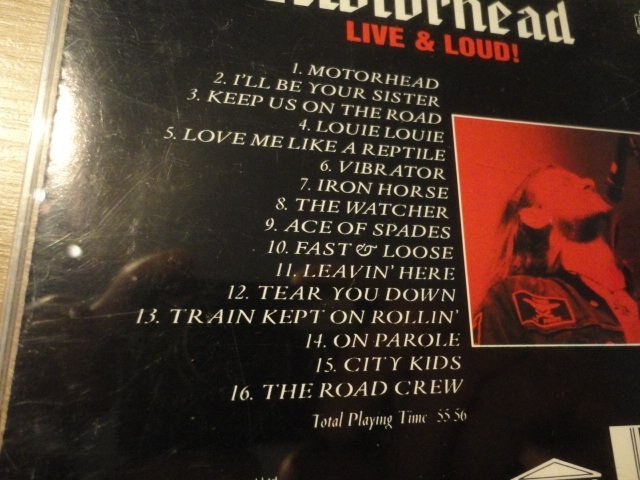 Motörhead
LIVE & LOUD!
1. MOTORHEAD
2. I'LL BE YOUR SISTER
3. KEEP US ON THE ROAD
4. LOUIE LOUIE
5. LOVE ME LIKE A REPTILE
6. VIBRATOR
7. IRON HORSE
8. THE WATCHER
9. ACE OF SPADES
10. FAST & LOOSE
11. LEAVIN' HERE
12. TEAR YOU DOWN
13. TRAIN KEPT ON ROLLIN'
14. ON PAROLE
15. CITY KIDS
16. THE ROAD CREW
Total Playing Time 55 56